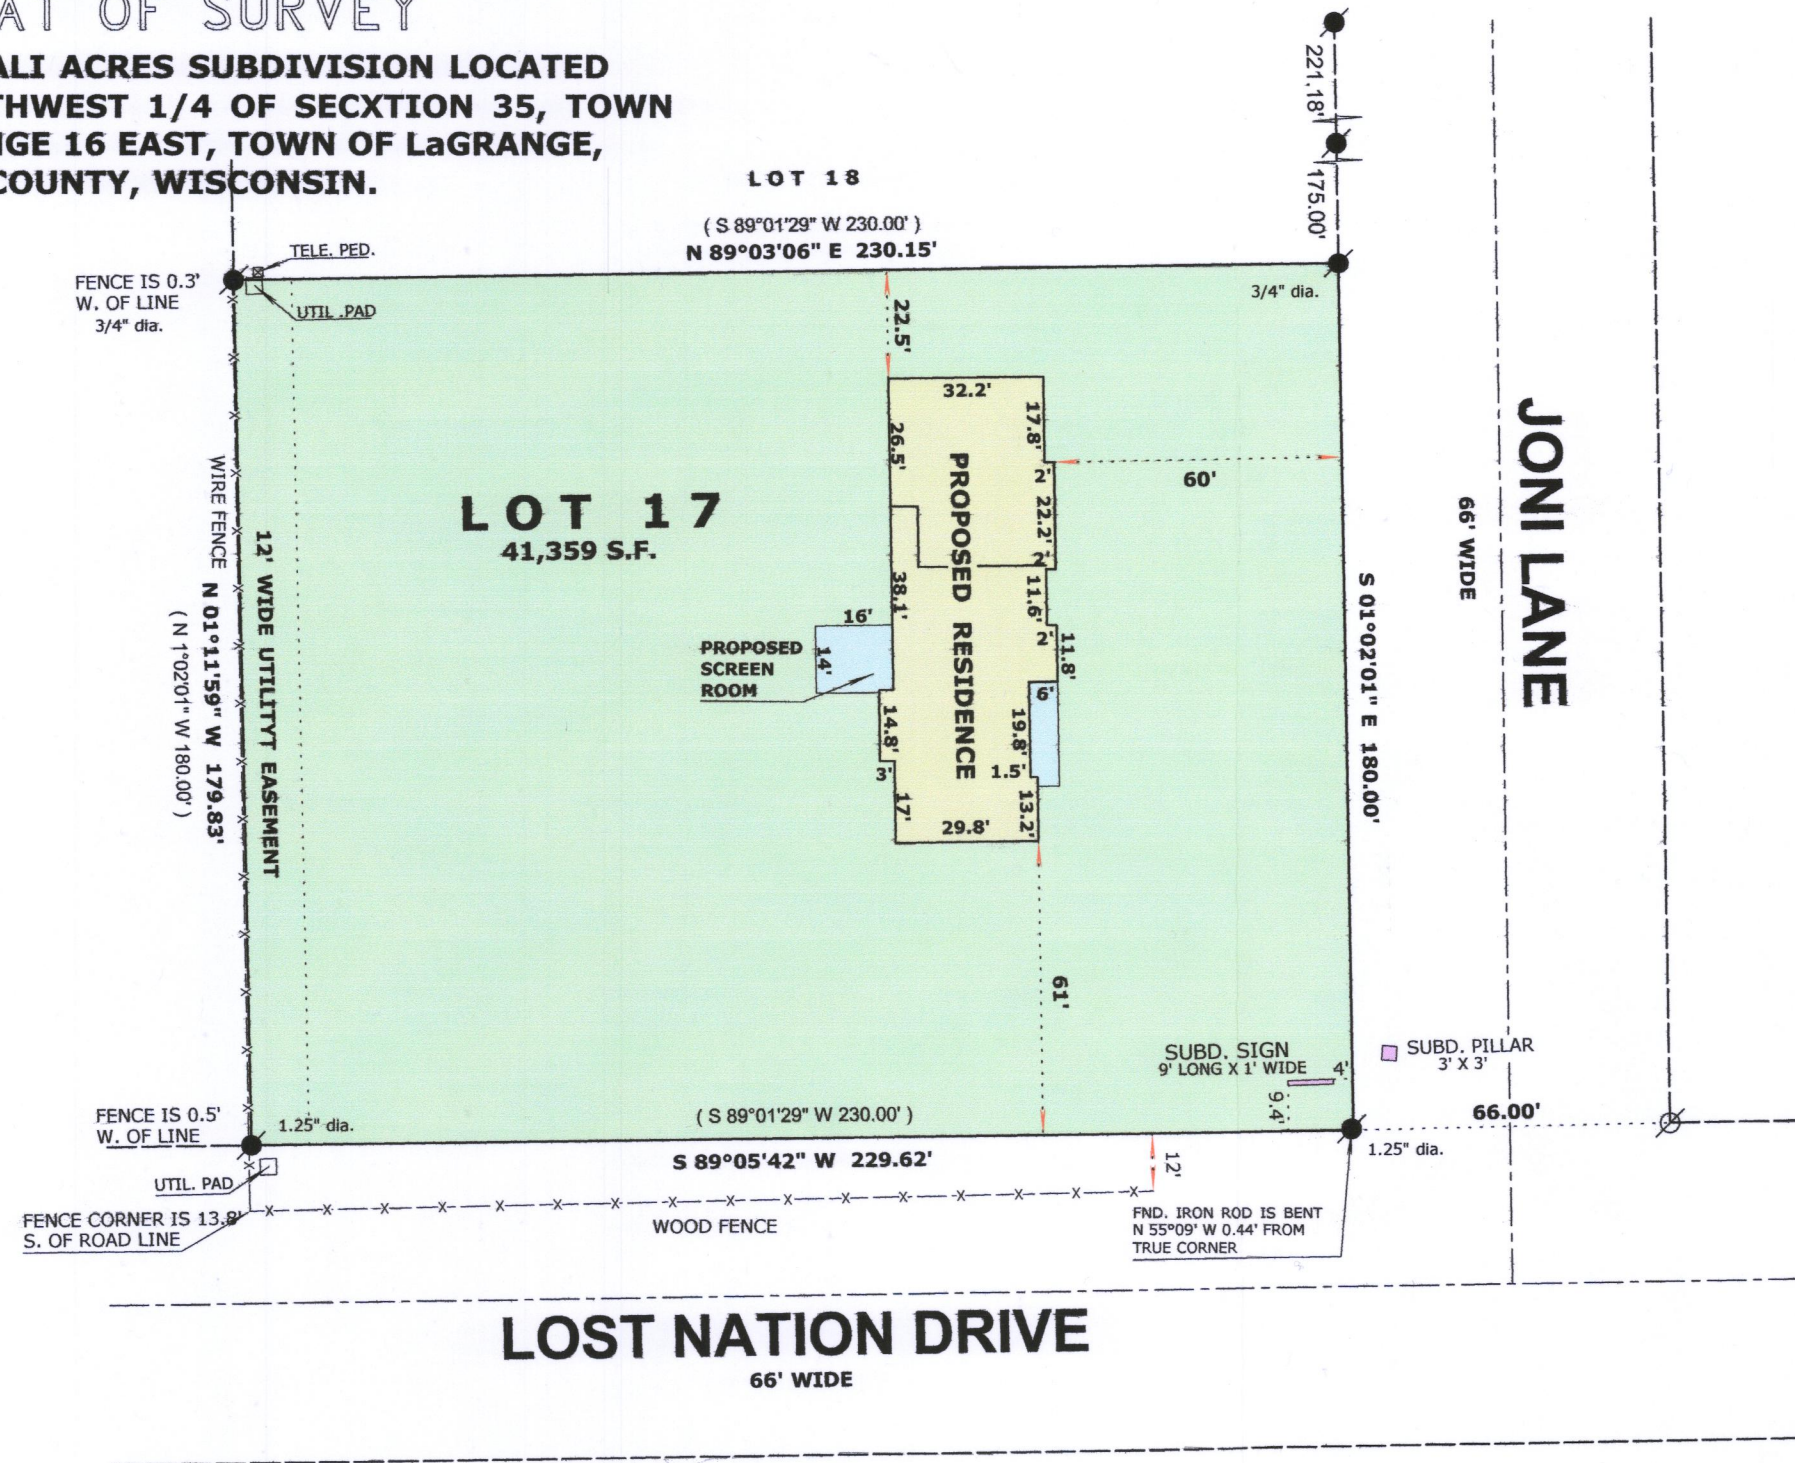 AT OF SURVEY
ALI ACRES SUBDIVISION LOCATED
THWEST 1/4 OF SECXTION 35, TOWN
NGE 16 EAST, TOWN OF LaGRANGE,
COUNTY, WISCONSIN.
221.18'
175.00'
LOT 18
( S 89°01'29" W 230.00' )
N 89°03'06" E 230.15'
TELE. PED.
FENCE IS 0.3'
W. OF LINE
3/4" dia.
UTIL .PAD
3/4" dia.
22.5'
32.2'
26.5'
17.8'
2'
22.2'
2'
60'
LOT 17
41,359 S.F.
PROPOSED RESIDENCE
WIRE FENCE
N 01°11'59" W 179.83'
( N 1°02'01" W 180.00' )
12' WIDE UTILITYT EASEMENT
38.1'
11.6'
2'
11.8'
16'
14'
PROPOSED
SCREEN
ROOM
6'
14.8'
19.8'
3'
1.5'
17'
13.2'
29.8'
S 01°02'01" E 180.00'
66' WIDE
JONI LANE
61'
SUBD. SIGN
9' LONG X 1' WIDE
4'
9.4'
SUBD. PILLAR
3' X 3'
66.00'
1.25" dia.
FENCE IS 0.5'
W. OF LINE
1.25" dia.
( S 89°01'29" W 230.00' )
S 89°05'42" W 229.62'
12'
UTIL. PAD
FENCE CORNER IS 13.8'
S. OF ROAD LINE
WOOD FENCE
FND. IRON ROD IS BENT
N 55°09' W 0.44' FROM
TRUE CORNER
LOST NATION DRIVE
66' WIDE